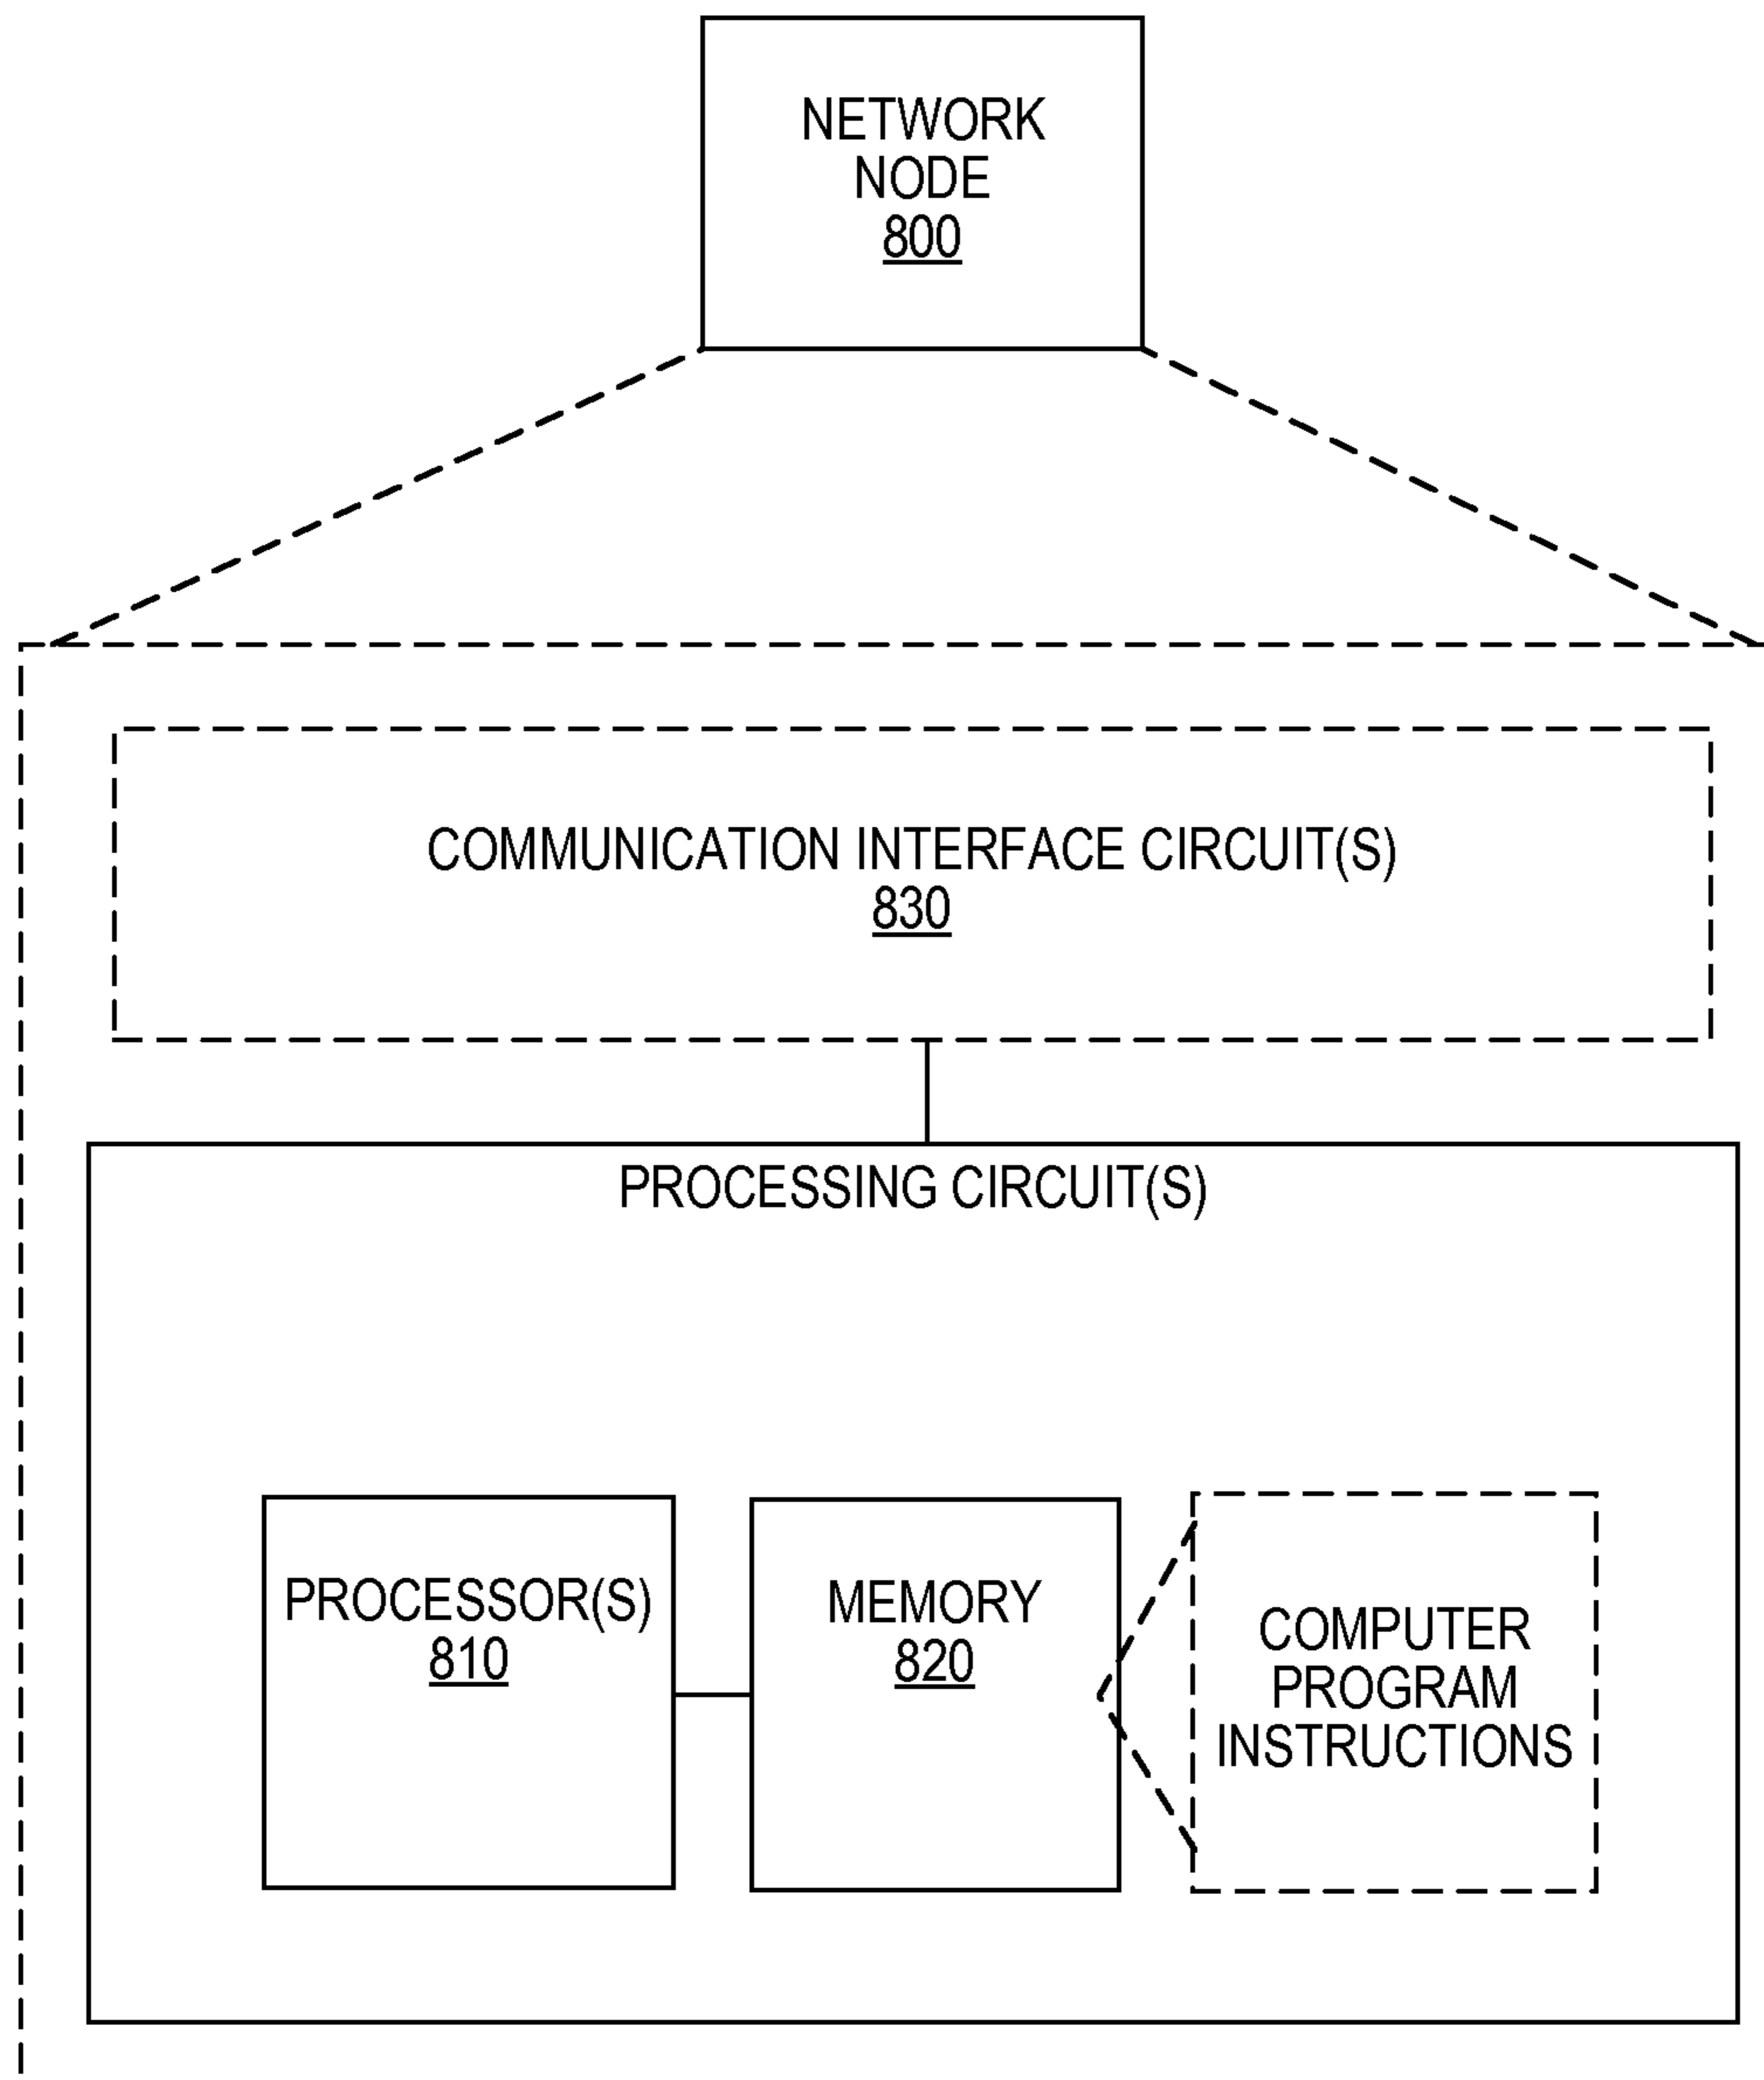 NETWORK
NODE
800
COMMUNICATION INTERFACE CIRCUIT(S)
830
PROCESSING CIRCUIT(S)
PROCESSOR(S)
810
MEMORY
820
COMPUTER
PROGRAM
INSTRUCTIONS